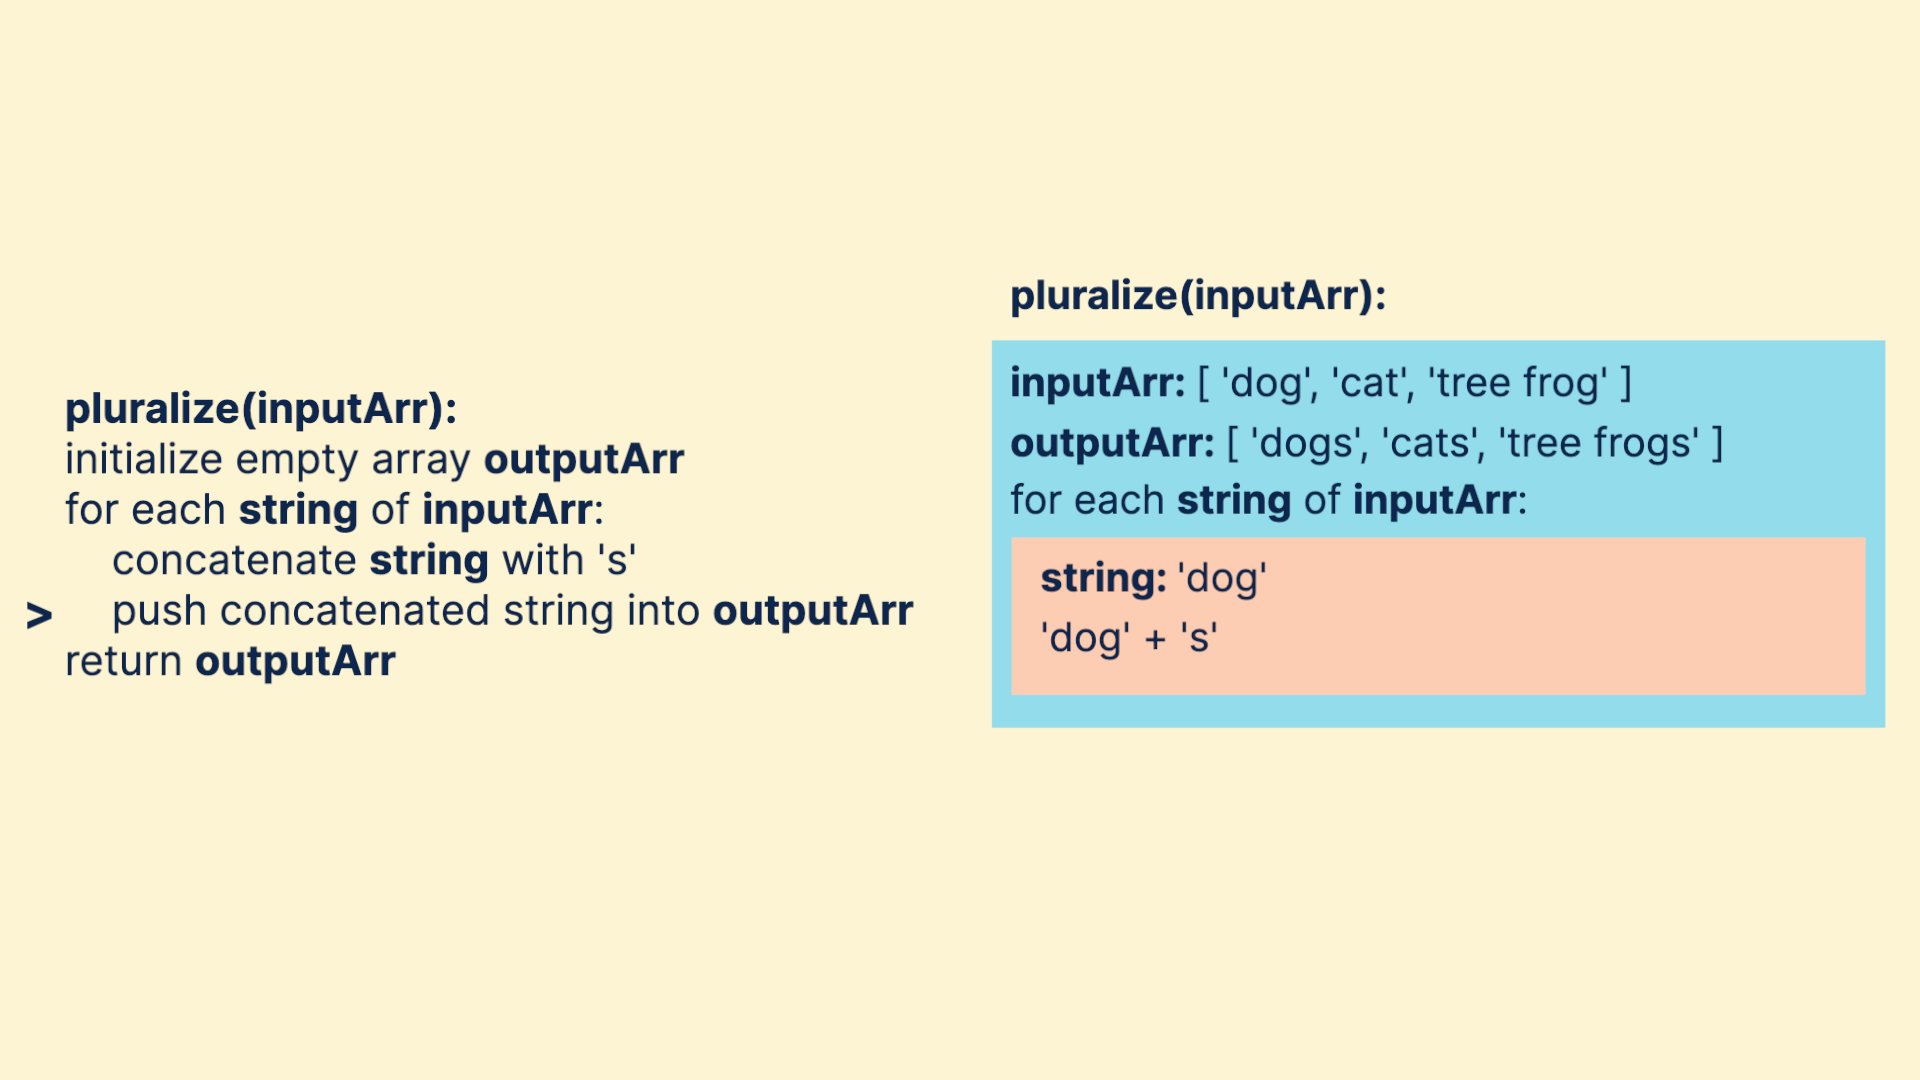 pluralize(inputArr):
initialize empty array outputArr
for each string of inputArr:
concatenate string with 's'
> push concatenated string into outputArr
return outputArr
pluralize(inputArr):
inputArr: [ 'dog', 'cat', 'tree frog' ]
outputArr: [ 'dogs', 'cats', 'tree frogs' ]
for each string of inputArr:
string: 'dog'
'dog' + 's'